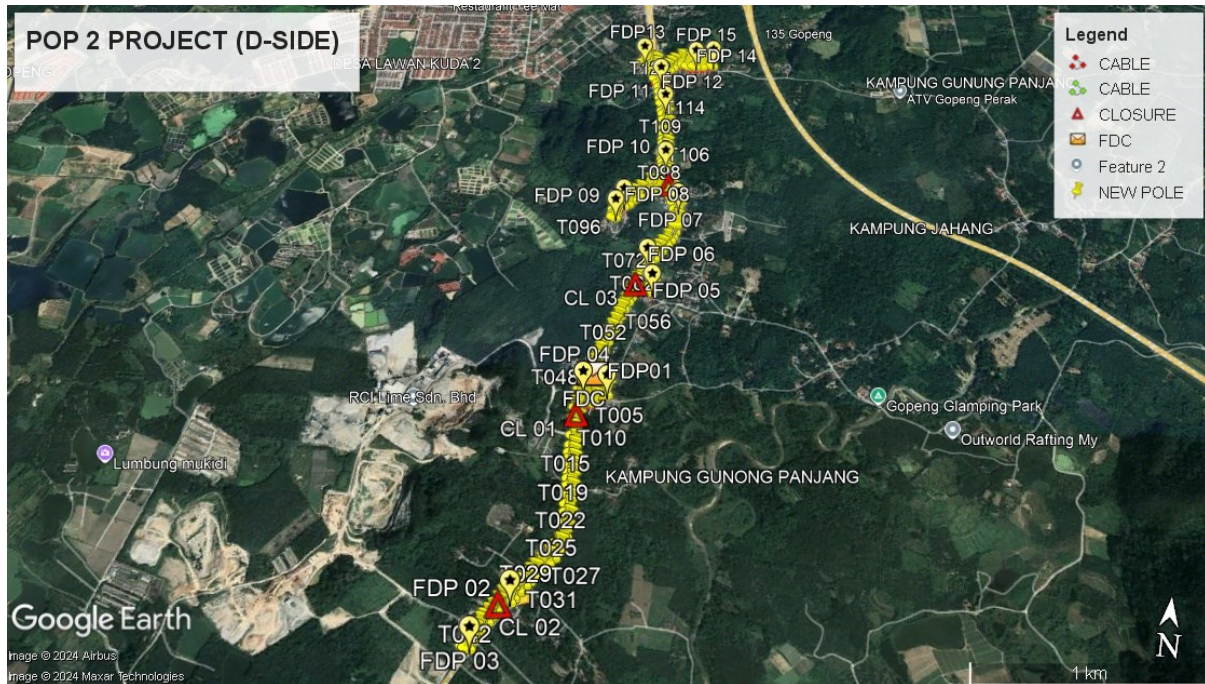 Restaurant Tee Mat
POP 2 PROJECT (D-SIDE)
DESA LAWAN KUDA 2
FDP13
FDP 15
FDP 14
135 Gopeng
FDP 12
FDP 11
T114
KAMPUNG GUNUNG PANJANG
ATV Gopeng Perak
T109
FDP 10
T106
T098
FDP 09
FDP 08
T096
FDP 07
KAMPUNG JAHANG
T072
FDP 06
CL 03
FDP 05
T056
T052
FDP 04
T048
FDP01
RCI Lime Sdn. Bhd
FDC
T005
Gopeng Glamping Park
CL 01
T010
Outworld Rafting My
Lumbung mukidi
T015
KAMPUNG GUNONG PANJANG
T019
T022
T025
T029
T027
FDP 02
T031
CL 02
FDP 03
Legend
CABLE
CABLE
CLOSURE
FDC
Feature 2
NEW POLE
Google Earth
Image © 2024 Airbus
Image © 2024 Maxar Technologies
1 km
N